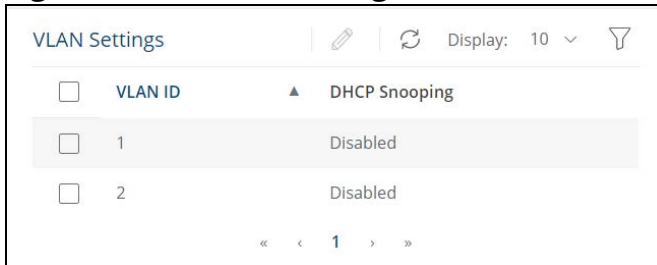 VLAN Settings Display: 10
VLAN ID DHCP Snooping
1 Disabled
2 Disabled
« ‹ 1 › »